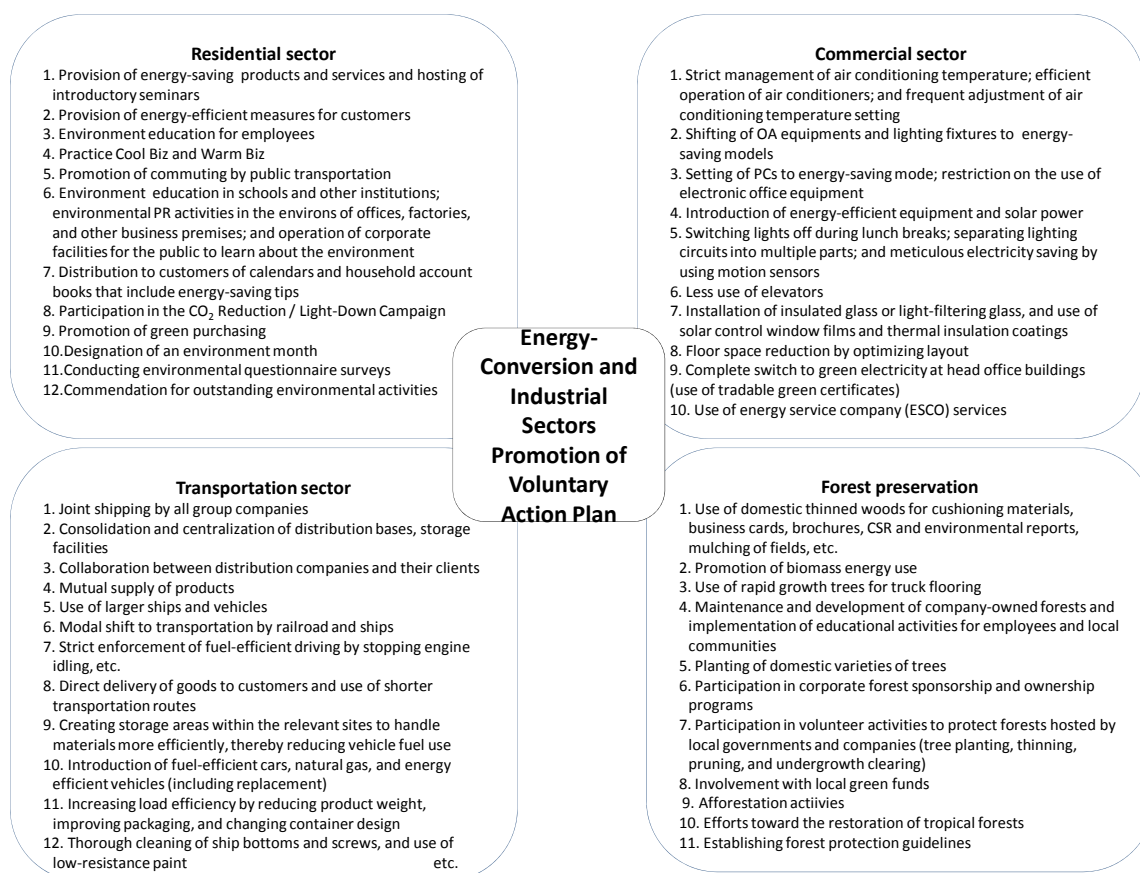 Residential sector
1. Provision of energy-saving products and services and hosting of
introductory seminars
2. Provision of energy-efficient measures for customers
3. Environment education for employees
4. Practice Cool Biz and Warm Biz
5. Promotion of commuting by public transportation
6. Environment education in schools and other institutions;
environmental PR activities in the environs of offices, factories,
and other business premises; and operation of corporate
facilities for the public to learn about the environment
7. Distribution to customers of calendars and household account
books that include energy-saving tips
8. Participation in the CO₂ Reduction / Light-Down Campaign
9. Promotion of green purchasing
10.Designation of an environment month
11.Conducting environmental questionnaire surveys
12.Commendation for outstanding environmental activities
Commercial sector
1. Strict management of air conditioning temperature; efficient
operation of air conditioners; and frequent adjustment of air
conditioning temperature setting
2. Shifting of OA equipments and lighting fixtures to energy-
saving models
3. Setting of PCs to energy-saving mode; restriction on the use of
electronic office equipment
4. Introduction of energy-efficient equipment and solar power
5. Switching lights off during lunch breaks; separating lighting
circuits into multiple parts; and meticulous electricity saving by
using motion sensors
6. Less use of elevators
7. Installation of insulated glass or light-filtering glass, and use of
solar control window films and thermal insulation coatings
8. Floor space reduction by optimizing layout
9. Complete switch to green electricity at head office buildings
(use of tradable green certificates)
10. Use of energy service company (ESCO) services
Energy-
Conversion and
Industrial
Sectors
Promotion of
Voluntary
Action Plan
Transportation sector
1. Joint shipping by all group companies
2. Consolidation and centralization of distribution bases, storage
facilities
3. Collaboration between distribution companies and their clients
4. Mutual supply of products
5. Use of larger ships and vehicles
6. Modal shift to transportation by railroad and ships
7. Strict enforcement of fuel-efficient driving by stopping engine
idling, etc.
8. Direct delivery of goods to customers and use of shorter
transportation routes
9. Creating storage areas within the relevant sites to handle
materials more efficiently, thereby reducing vehicle fuel use
10. Introduction of fuel-efficient cars, natural gas, and energy
efficient vehicles (including replacement)
11. Increasing load efficiency by reducing product weight,
improving packaging, and changing container design
12. Thorough cleaning of ship bottoms and screws, and use of
low-resistance paint etc.
Forest preservation
1. Use of domestic thinned woods for cushioning materials,
business cards, brochures, CSR and environmental reports,
mulching of fields, etc.
2. Promotion of biomass energy use
3. Use of rapid growth trees for truck flooring
4. Maintenance and development of company-owned forests and
implementation of educational activities for employees and local
communities
5. Planting of domestic varieties of trees
6. Participation in corporate forest sponsorship and ownership
programs
7. Participation in volunteer activities to protect forests hosted by
local governments and companies (tree planting, thinning,
pruning, and undergrowth clearing)
8. Involvement with local green funds
9. Afforestation actiivies
10. Efforts toward the restoration of tropical forests
11. Establishing forest protection guidelines